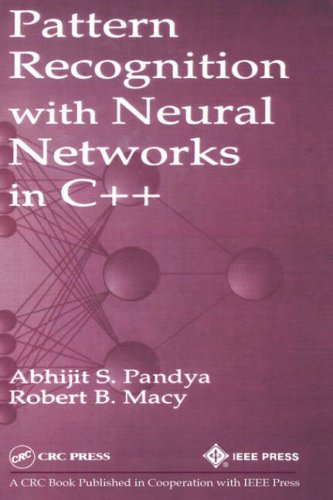 Pattern
Recognition
with Neural
Networks
in C++
Abhijit S. Pandya
Robert B. Macy
CRC CRC PRESS
IEEE PRESS
A CRC Book Published in Cooperation with IEEE Press